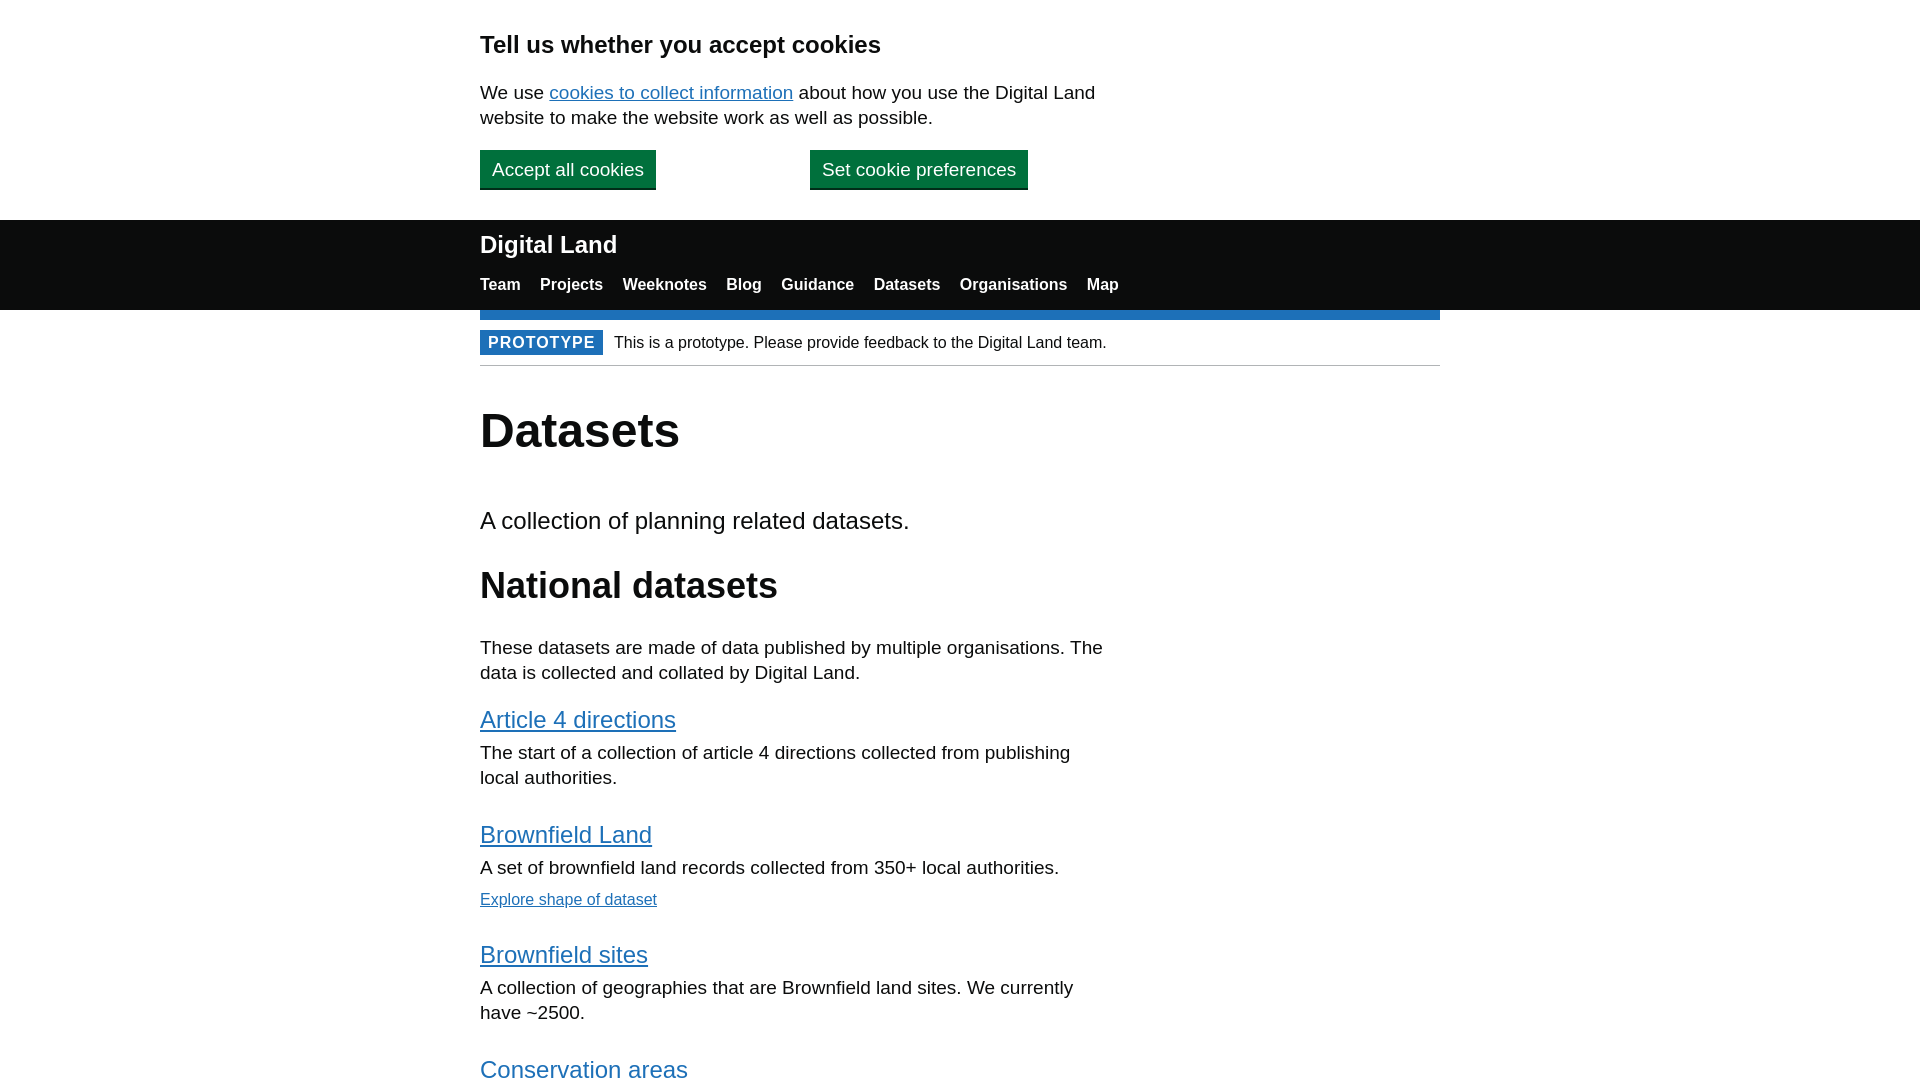 Tell us whether you accept cookies
We use cookies to collect information about how you use the Digital Land
website to make the website work as well as possible.
Accept all cookies
Set cookie preferences
Digital Land
Team Projects Weeknotes Blog Guidance Datasets Organisations Map
PROTOTYPE This is a prototype. Please provide feedback to the Digital Land team.
Datasets
A collection of planning related datasets.
National datasets
These datasets are made of data published by multiple organisations. The
data is collected and collated by Digital Land.
Article 4 directions
The start of a collection of article 4 directions collected from publishing
local authorities.
Brownfield Land
A set of brownfield land records collected from 350+ local authorities.
Explore shape of dataset
Brownfield sites
A collection of geographies that are Brownfield land sites. We currently
have ~2500.
Conservation areas